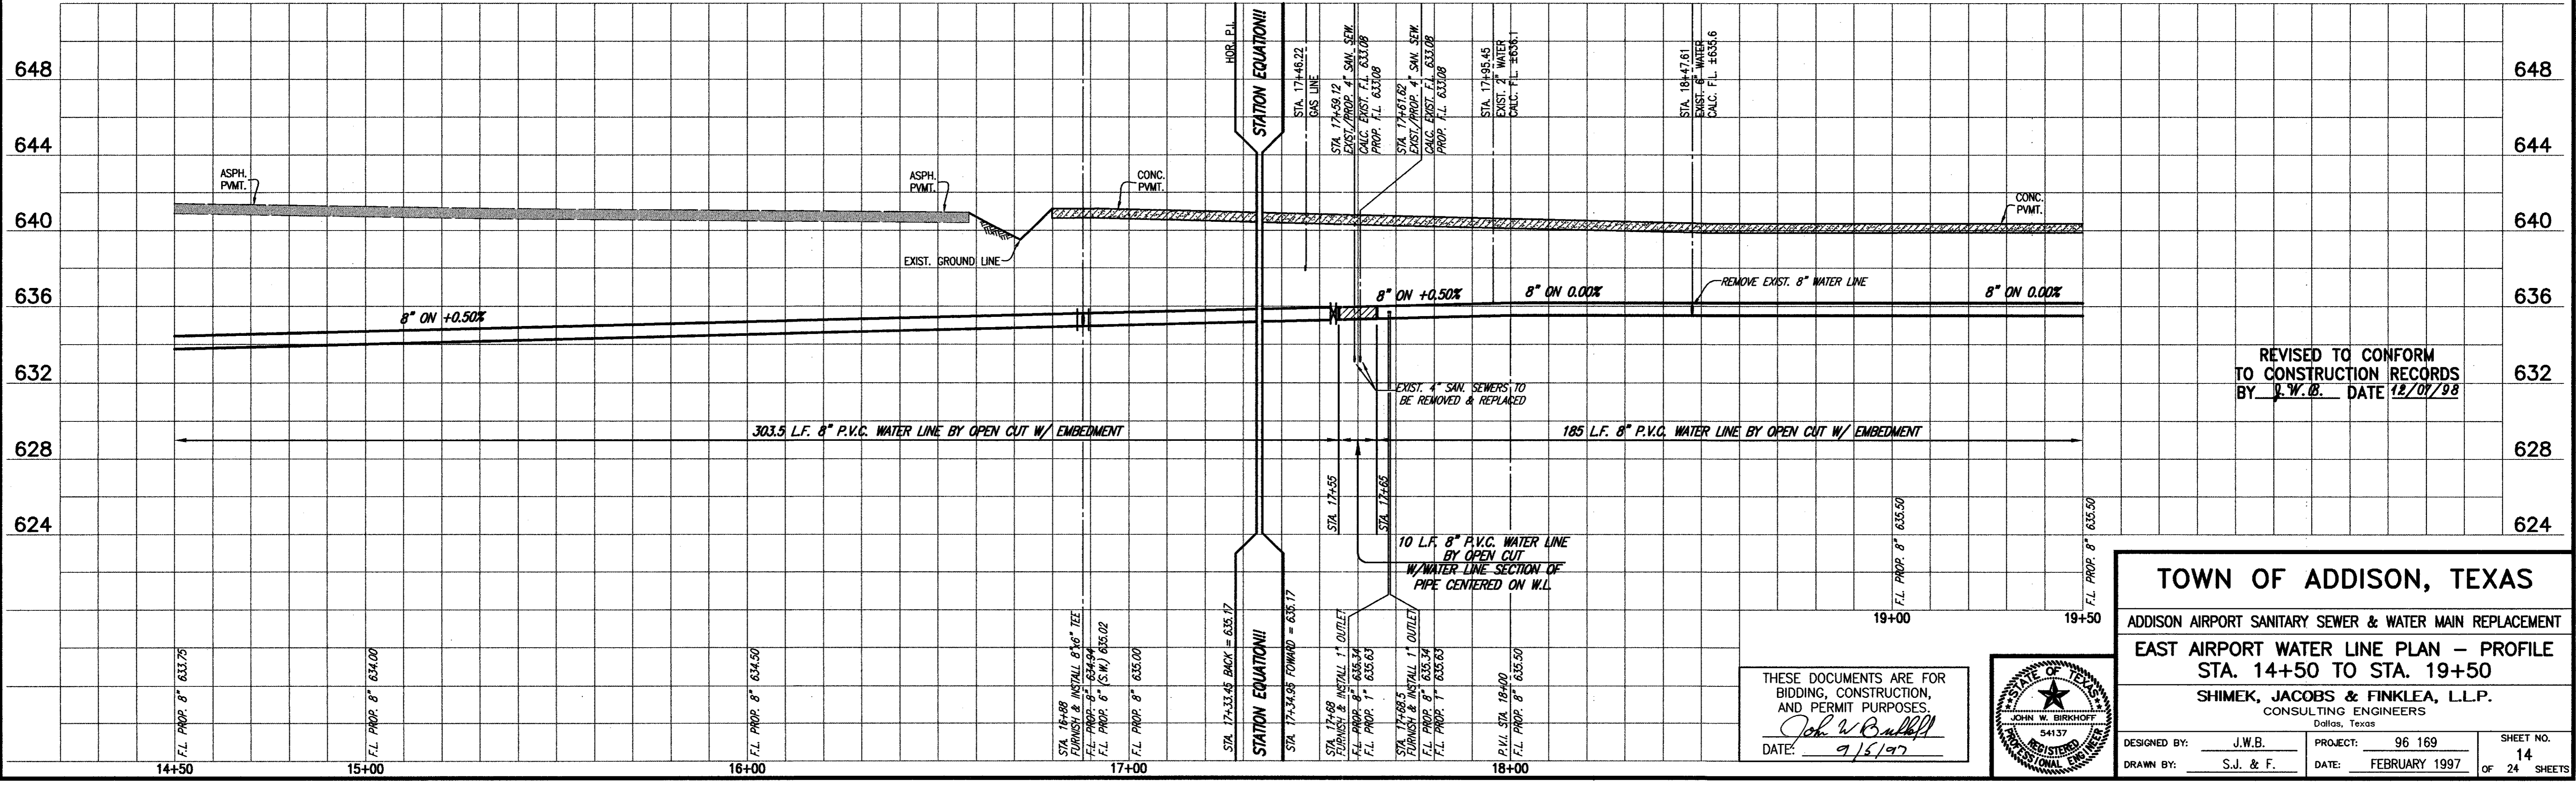 648
644
640
636
632
628
624
648
644
640
636
632
628
624
HOR. P.I.
STATION EQUATION!!
STA. 17+46.22
GAS LINE
STA. 17+59.12
EXIST./PROP. 4" SAN. SEW.
CALC. EXIST. F.L. 633.08
PROP. F.L. 633.08
STA. 17+61.62
EXIST./PROP. 4" SAN. SEW.
CALC. EXIST. F.L. 633.08
PROP. F.L. 633.08
STA. 17+95.45
EXIST. 2" WATER
CALC. F.L. ±636.1
STA. 18+47.61
EXIST. 6" WATER
CALC. F.L. ±635.6
ASPH.
PVMT.
ASPH.
PVMT.
CONC.
PVMT.
CONC.
PVMT.
EXIST. GROUND LINE
8" ON +0.50%
8" ON +0.50%
8" ON 0.00%
REMOVE EXIST. 8" WATER LINE
8" ON 0.00%
EXIST. 4" SAN. SEWERS TO
BE REMOVED & REPLACED
REVISED TO CONFORM
TO CONSTRUCTION RECORDS
BY J.W.B. DATE 12/07/98
303.5 L.F. 8" P.V.C. WATER LINE BY OPEN CUT W/ EMBEDMENT
185 L.F. 8" P.V.C. WATER LINE BY OPEN CUT W/ EMBEDMENT
STA. 17+55
STA. 17+65
10 L.F. 8" P.V.C. WATER LINE
BY OPEN CUT
W/WATER LINE SECTION OF
PIPE CENTERED ON W.L.
F.L. PROP. 8" 633.75
F.L. PROP. 8" 634.00
F.L. PROP. 8" 634.50
STA. 16+88
FURNISH & INSTALL 8"x6" TEE
F.L. PROP. 8" 634.94
F.L. PROP. 6" (S.W.) 635.02
F.L. PROP. 8" 635.00
STA. 17+33.45 BACK = 635.17
STATION EQUATION!!
STA. 17+34.95 FOWARD = 635.17
STA. 17+68
FURNISH & INSTALL 1" OUTLET
F.L. PROP. 8" 635.34
F.L. PROP. 1" 635.63
STA. 17+68.5
FURNISH & INSTALL 1" OUTLET
F.L. PROP. 8" 635.34
F.L. PROP. 1" 635.63
P.V.I. STA. 18+00
F.L. PROP. 8" 635.50
F.L. PROP. 8" 635.50
F.L. PROP. 8" 635.50
14+50
15+00
16+00
17+00
18+00
19+00
19+50
THESE DOCUMENTS ARE FOR
BIDDING, CONSTRUCTION,
AND PERMIT PURPOSES.
John W Birkhoff
DATE: 9/5/97
STATE OF TEXAS
JOHN W. BIRKHOFF
54137
REGISTERED
PROFESSIONAL ENGINEER
TOWN OF ADDISON, TEXAS
ADDISON AIRPORT SANITARY SEWER & WATER MAIN REPLACEMENT
EAST AIRPORT WATER LINE PLAN – PROFILE
STA. 14+50 TO STA. 19+50
SHIMEK, JACOBS & FINKLEA, L.L.P.
CONSULTING ENGINEERS
Dallas, Texas
DESIGNED BY: J.W.B.
PROJECT: 96 169
SHEET NO.
14
DRAWN BY: S.J. & F.
DATE: FEBRUARY 1997
OF 24 SHEETS